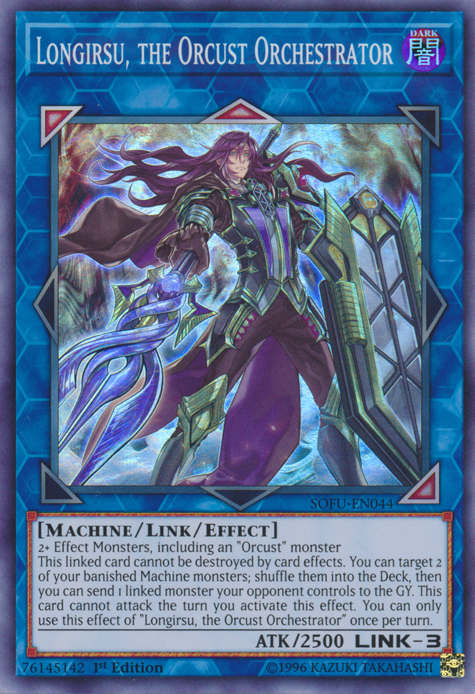 LONGIRSU, THE ORCUST ORCHESTRATOR
DARK
闇
SOFU-EN044
[MACHINE/LINK/EFFECT]
2+ Effect Monsters, including an "Orcust" monster
This linked card cannot be destroyed by card effects. You can target 2
of your banished Machine monsters; shuffle them into the Deck, then
you can send 1 linked monster your opponent controls to the GY. This
card cannot attack the turn you activate this effect. You can only
use this effect of "Longirsu, the Orcust Orchestrator" once per turn.
ATK/2500 LINK-3
76145142 1st Edition ©1996 KAZUKI TAKAHASHI